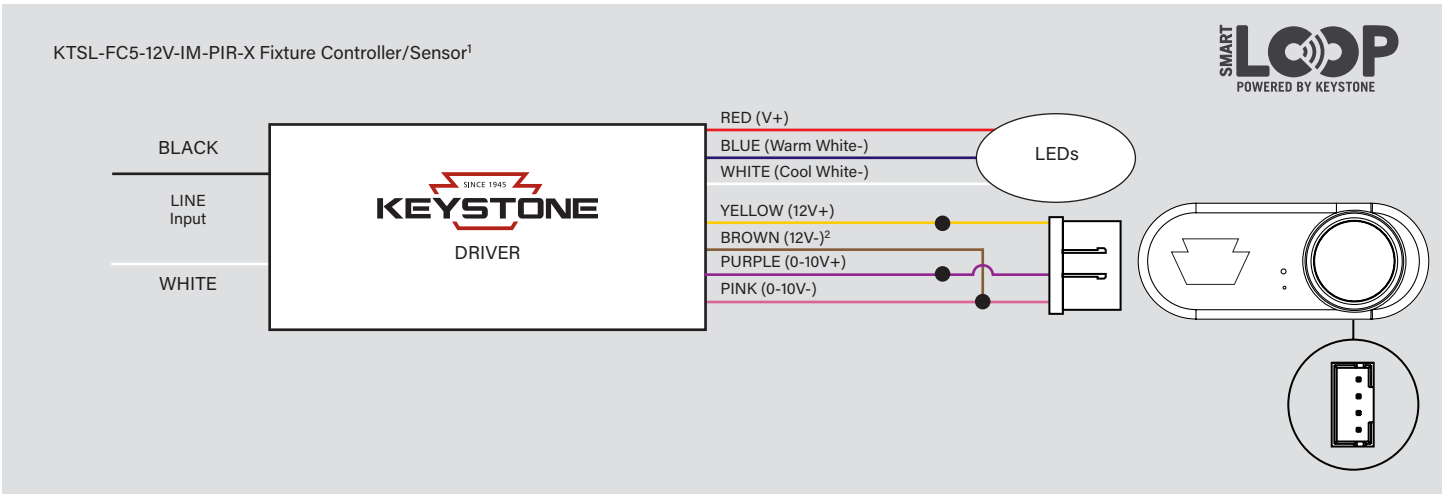 KTSL-FC5-12V-IM-PIR-X Fixture Controller/Sensor¹
SMART
LOOP
POWERED BY KEYSTONE
BLACK
LINE
Input
WHITE
SINCE 1945
KEYSTONE
DRIVER
RED (V+)
BLUE (Warm White-)
WHITE (Cool White-)
YELLOW (12V+)
BROWN (12V-)²
PURPLE (0-10V+)
PINK (0-10V-)
LEDs